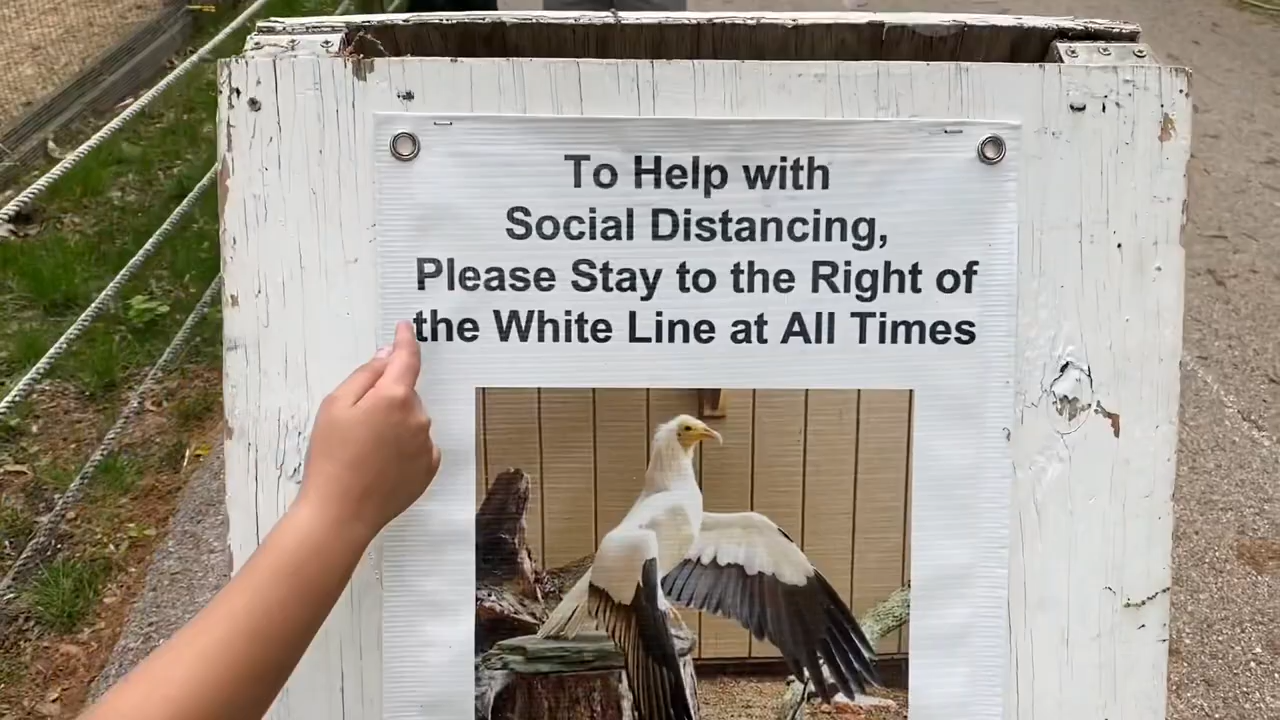 To Help with
Social Distancing,
Please Stay to the Right of
the White Line at All Times